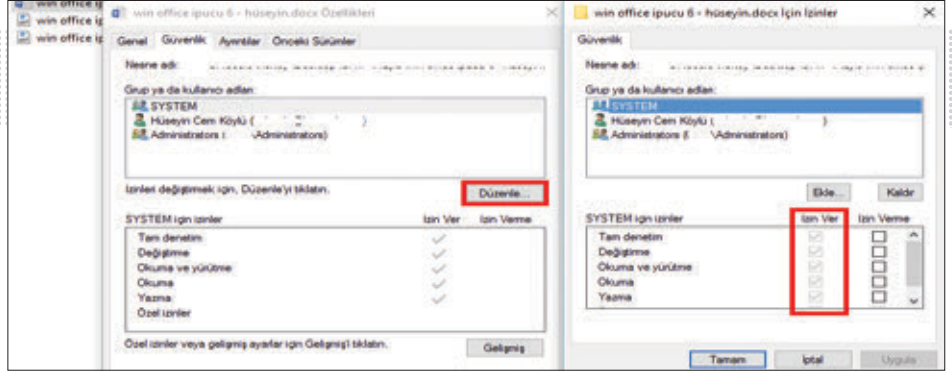 win office ip
win office ip
win office ip
win office ipucu 6 - hüseyin.docx Özellikleri
Genel Güvenlik Ayrıntılar Önceki Sürümler
Nesne adı:
Grup ya da kullanıcı adları:
SYSTEM
Hüseyin Cem Köylü ( )
Administrators ( \Administrators)
İzinleri değiştirmek için, Düzenle'yi tıklatın.
Düzenle...
SYSTEM için izinler İzin Ver İzin Verme
Tam denetim
Değiştirme
Okuma ve yürütme
Okuma
Yazma
Özel izinler
Özel izinler veya gelişmiş ayarlar için Gelişmiş'i tıklatın.
Gelişmiş
win office ipucu 6 - hüseyin.docx İçin İzinler
Güvenlik
Nesne adı:
Grup ya da kullanıcı adları:
SYSTEM
Hüseyin Cem Köylü ( )
Administrators ( \Administrators)
Ekle... Kaldır
SYSTEM için izinler İzin Ver İzin Verme
Tam denetim
Değiştirme
Okuma ve yürütme
Okuma
Yazma
Tamam İptal Uygula